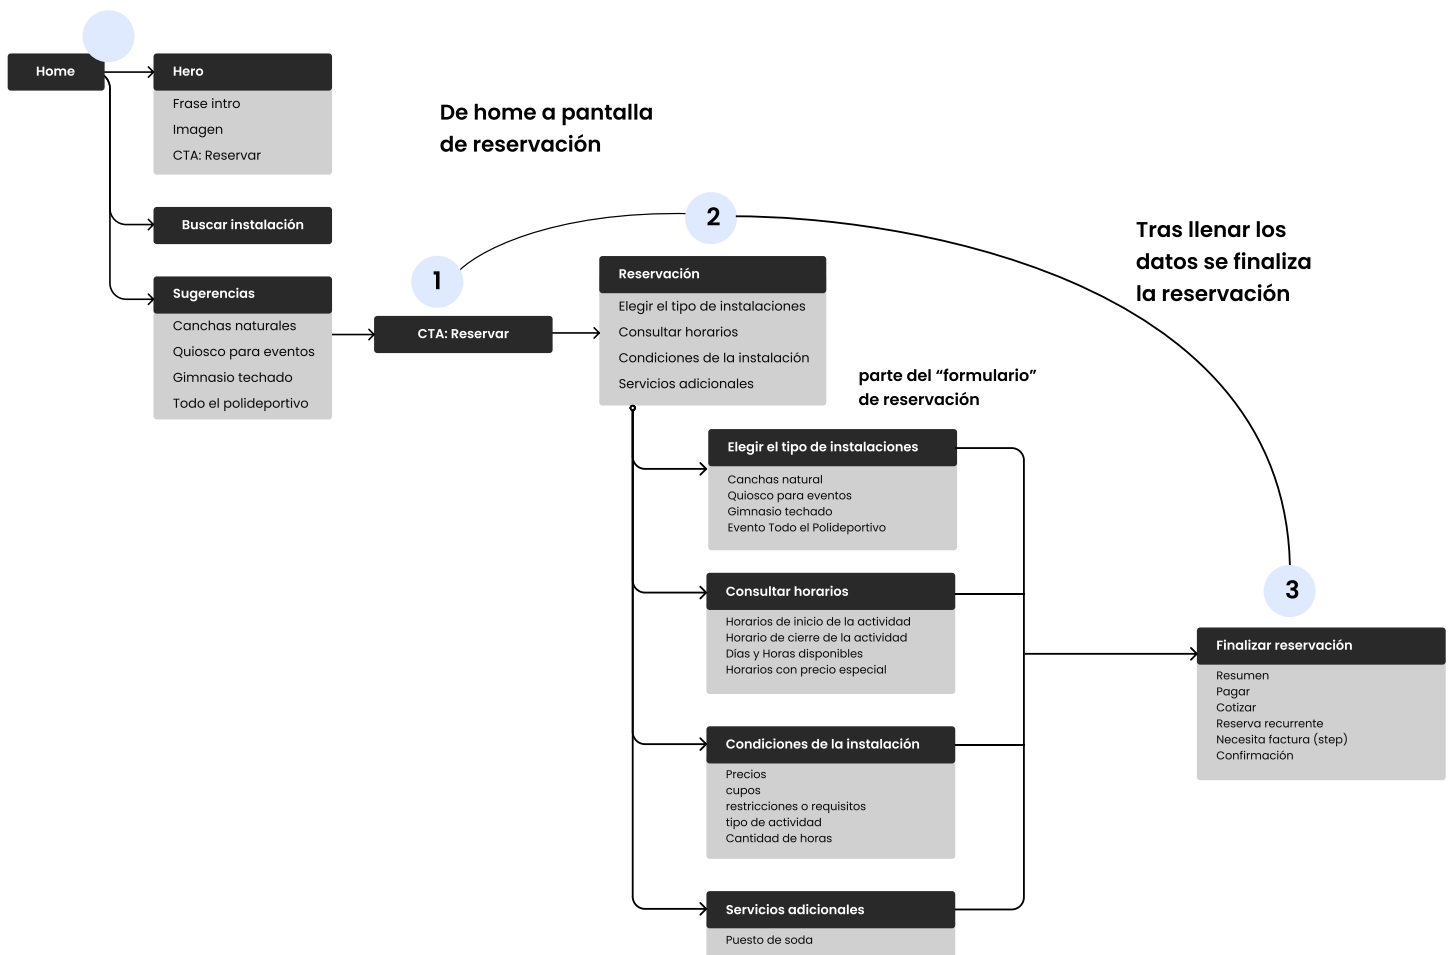 Home
Hero
Frase intro
Imagen
CTA: Reservar
Buscar instalación
Sugerencias
Canchas naturales
Quiosco para eventos
Gimnasio techado
Todo el polideportivo
De home a pantalla
de reservación
1
CTA: Reservar
2
Reservación
Elegir el tipo de instalaciones
Consultar horarios
Condiciones de la instalación
Servicios adicionales
parte del “formulario”
de reservación
Elegir el tipo de instalaciones
Canchas natural
Quiosco para eventos
Gimnasio techado
Evento Todo el Polideportivo
Consultar horarios
Horarios de inicio de la actividad
Horario de cierre de la actividad
Días y Horas disponibles
Horarios con precio especial
Condiciones de la instalación
Precios
cupos
restricciones o requisitos
tipo de actividad
Cantidad de horas
Servicios adicionales
Puesto de soda
Tras llenar los
datos se finaliza
la reservación
3
Finalizar reservación
Resumen
Pagar
Cotizar
Reserva recurrente
Necesita factura (step)
Confirmación